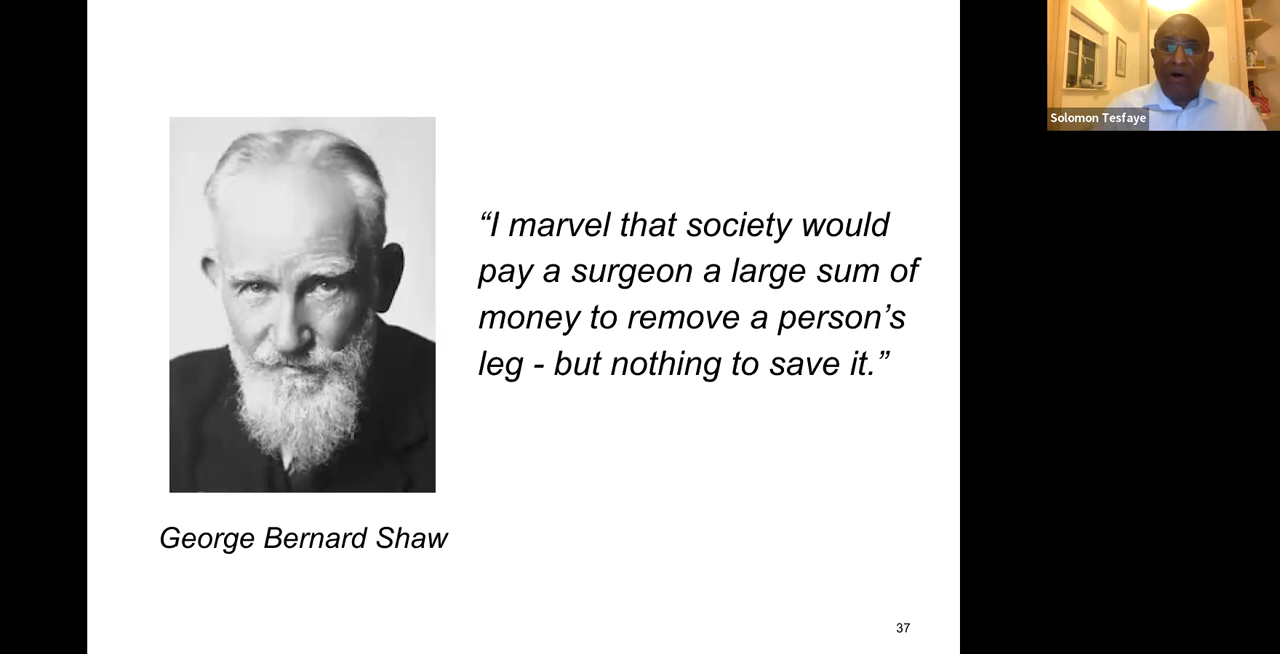 “I marvel that society would
pay a surgeon a large sum of
money to remove a person’s
leg - but nothing to save it.”
George Bernard Shaw
37
Solomon Tesfaye